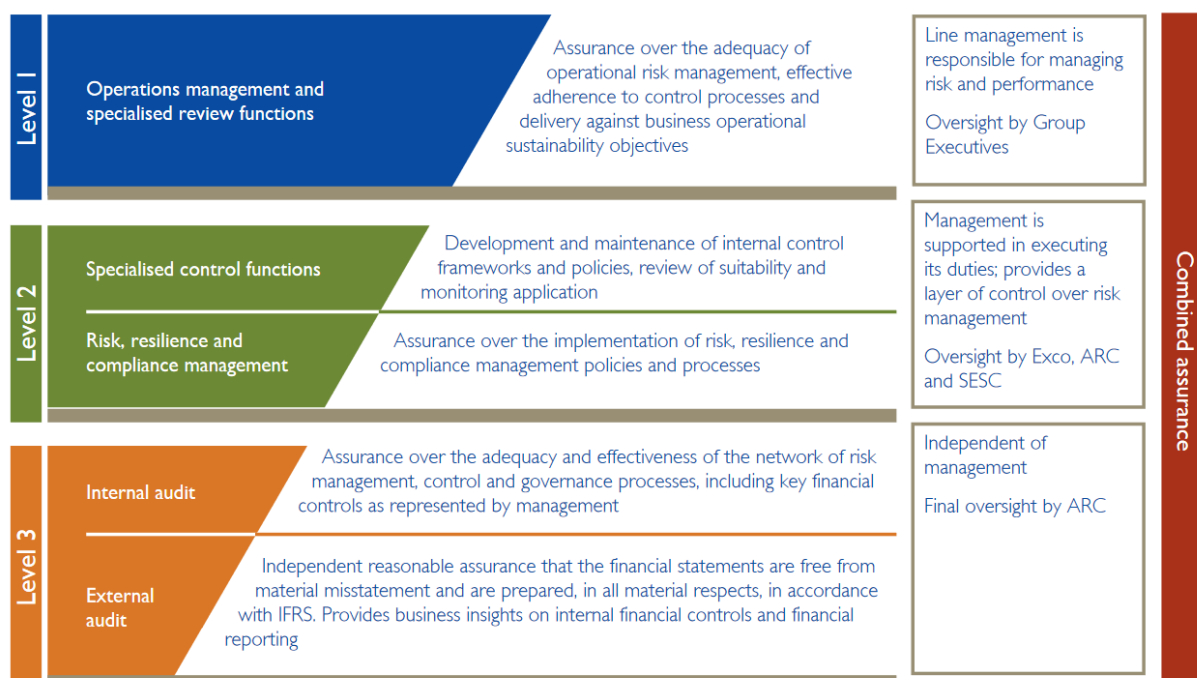 Level 1
Operations management and
specialised review functions
Assurance over the adequacy of
operational risk management, effective
adherence to control processes and
delivery against business operational
sustainability objectives
Line management is
responsible for managing
risk and performance
Oversight by Group
Executives
Level 2
Specialised control functions
Development and maintenance of internal control
frameworks and policies, review of suitability and
monitoring application
Risk, resilience and
compliance management
Assurance over the implementation of risk, resilience and
compliance management policies and processes
Management is
supported in executing
its duties; provides a
layer of control over risk
management
Oversight by Exco, ARC
and SESC
Level 3
Internal audit
Assurance over the adequacy and effectiveness of the network of risk
management, control and governance processes, including key financial
controls as represented by management
External
audit
Independent reasonable assurance that the financial statements are free from
material misstatement and are prepared, in all material respects, in accordance
with IFRS. Provides business insights on internal financial controls and financial
reporting
Independent of
management
Final oversight by ARC
Combined assurance